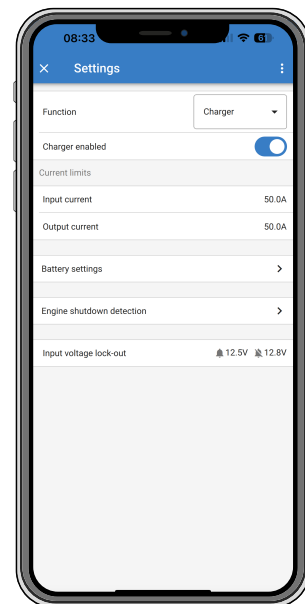 08:33 6
Settings
Function Charger
Charger enabled
Current limits
Input current 50.0A
Output current 50.0A
Battery settings
Engine shutdown detection
Input voltage lock-out 12.5V 12.8V